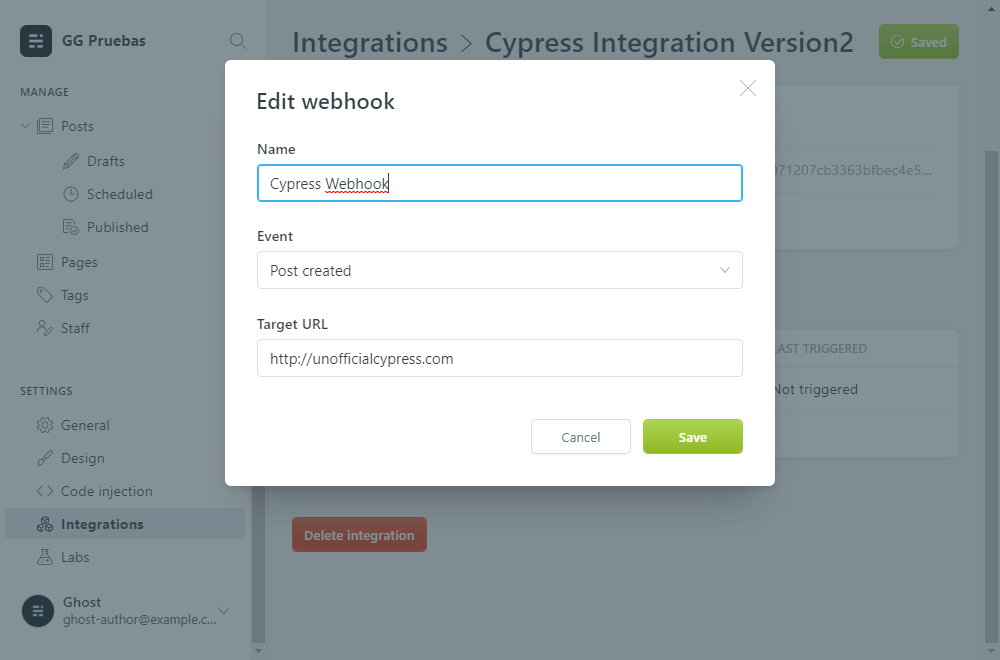 GG Pruebas
MANAGE
Posts
Drafts
Scheduled
Published
Pages
Tags
Staff
SETTINGS
General
Design
Code injection
Integrations
Labs
Ghost
ghost-author@example.c...
Integrations > Cypress Integration Version2
Saved
071207cb3363bfbec4e5...
LAST TRIGGERED
Not triggered
Delete integration
Edit webhook
Name
Cypress Webhook
Event
Post created
Target URL
http://unofficialcypress.com
Cancel
Save